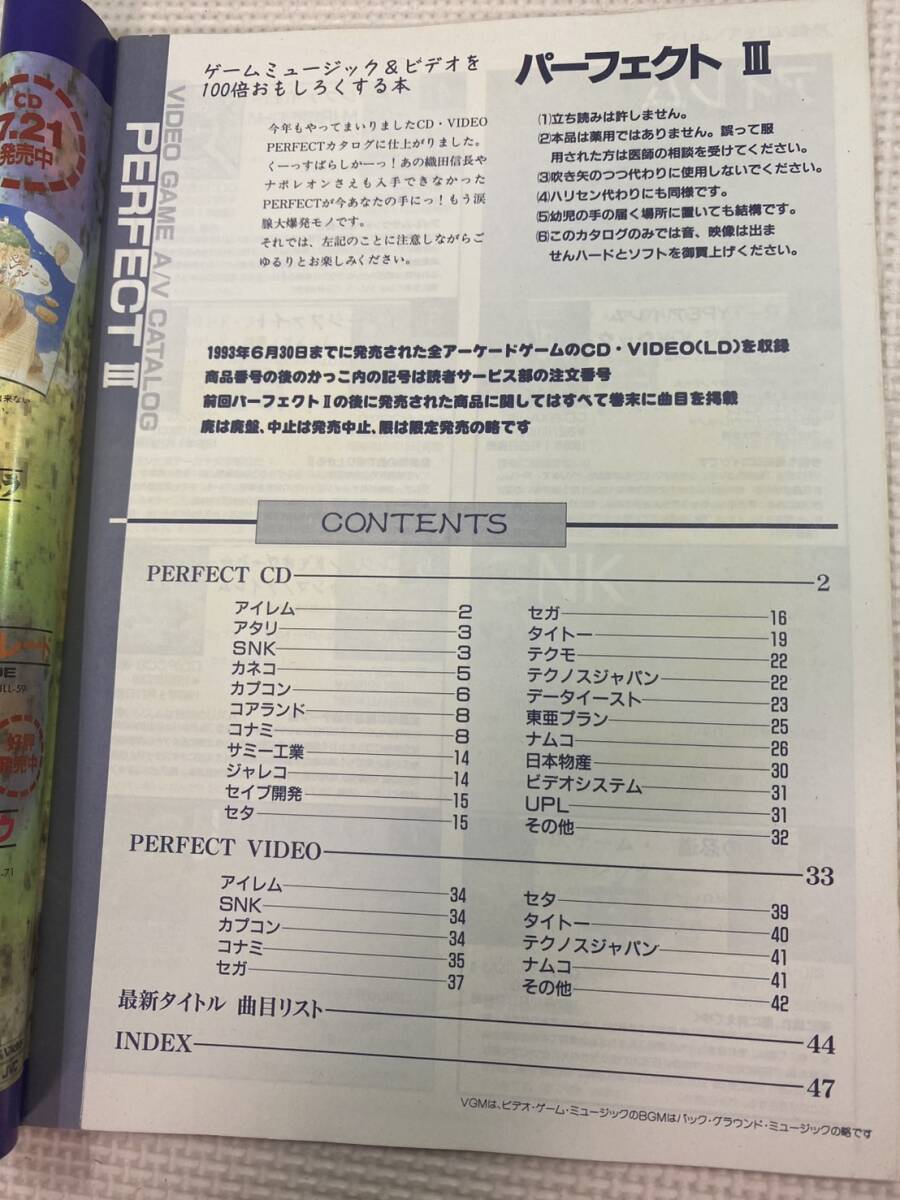 CD
7.21
発売中
JLL-59
好評
発売中
JVC
VIDEO GAME A/V CATALOG
PERFECT III
ゲームミュージック&ビデオを
100倍おもしろくする本
今年もやってまいりましたCD・VIDEO
PERFECTカタログに仕上がりました。
くーっすばらしかーっ!あの織田信長や
ナポレオンさえも入手できなかった
PERFECTが今あなたの手にっ!もう涙
腺大爆発モノです。
それでは、左記のことに注意しながらご
ゆるりとお楽しみください。
パーフェクト III
(1)立ち読みは許しません。
(2)本品は薬用ではありません。誤って服
用された方は医師の相談を受けてください。
(3)吹き矢のつつ代わりに使用しないでください。
(4)ハリセン代わりにも同様です。
(5)幼児の手の届く場所に置いても結構です。
(6)このカタログのみでは音、映像は出ま
せんハードとソフトを御買上げください。
1993年6月30日までに発売された全アーケードゲームのCD・VIDEO(LD)を収録
商品番号の後のかっこ内の記号は読者サービス部の注文番号
前回パーフェクトⅡの後に発売された商品に関してはすべて巻末に曲目を掲載
廃は廃盤、中止は発売中止、限は限定発売の略です
CONTENTS
PERFECT CD 2
アイレム 2
アタリ 3
SNK 3
カネコ 5
カプコン 6
コアランド 8
コナミ 8
サミー工業 14
ジャレコ 14
セイブ開発 15
セタ 15
セガ 16
タイトー 19
テクモ 22
テクノスジャパン 22
データイースト 23
東亜プラン 25
ナムコ 26
日本物産 30
ビデオシステム 31
UPL 31
その他 32
PERFECT VIDEO 33
アイレム 34
SNK 34
カプコン 34
コナミ 35
セガ 37
セタ 39
タイトー 40
テクノスジャパン 41
ナムコ 41
その他 42
最新タイトル 曲目リスト 44
INDEX 47
VGMは、ビデオ・ゲーム・ミュージックのBGMはバック・グラウンド・ミュージックの略です